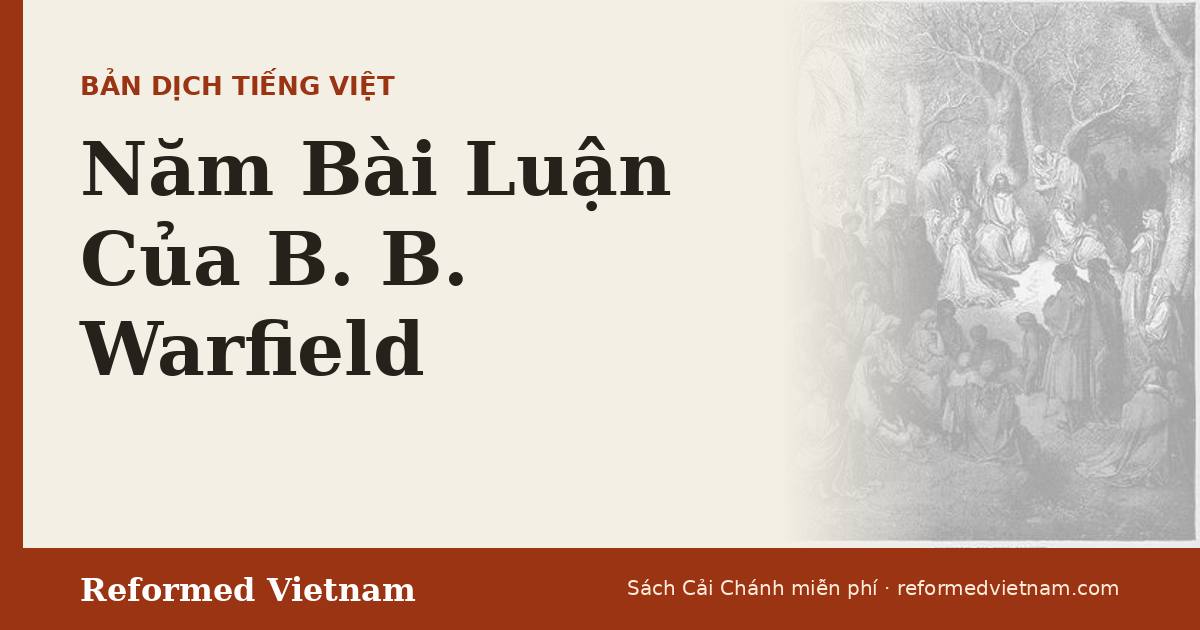 BẢN DỊCH TIẾNG VIỆT
Năm Bài Luận
Của B. B.
Warfield
Reformed Vietnam
Sách Cải Chánh miễn phí · reformedvietnam.com